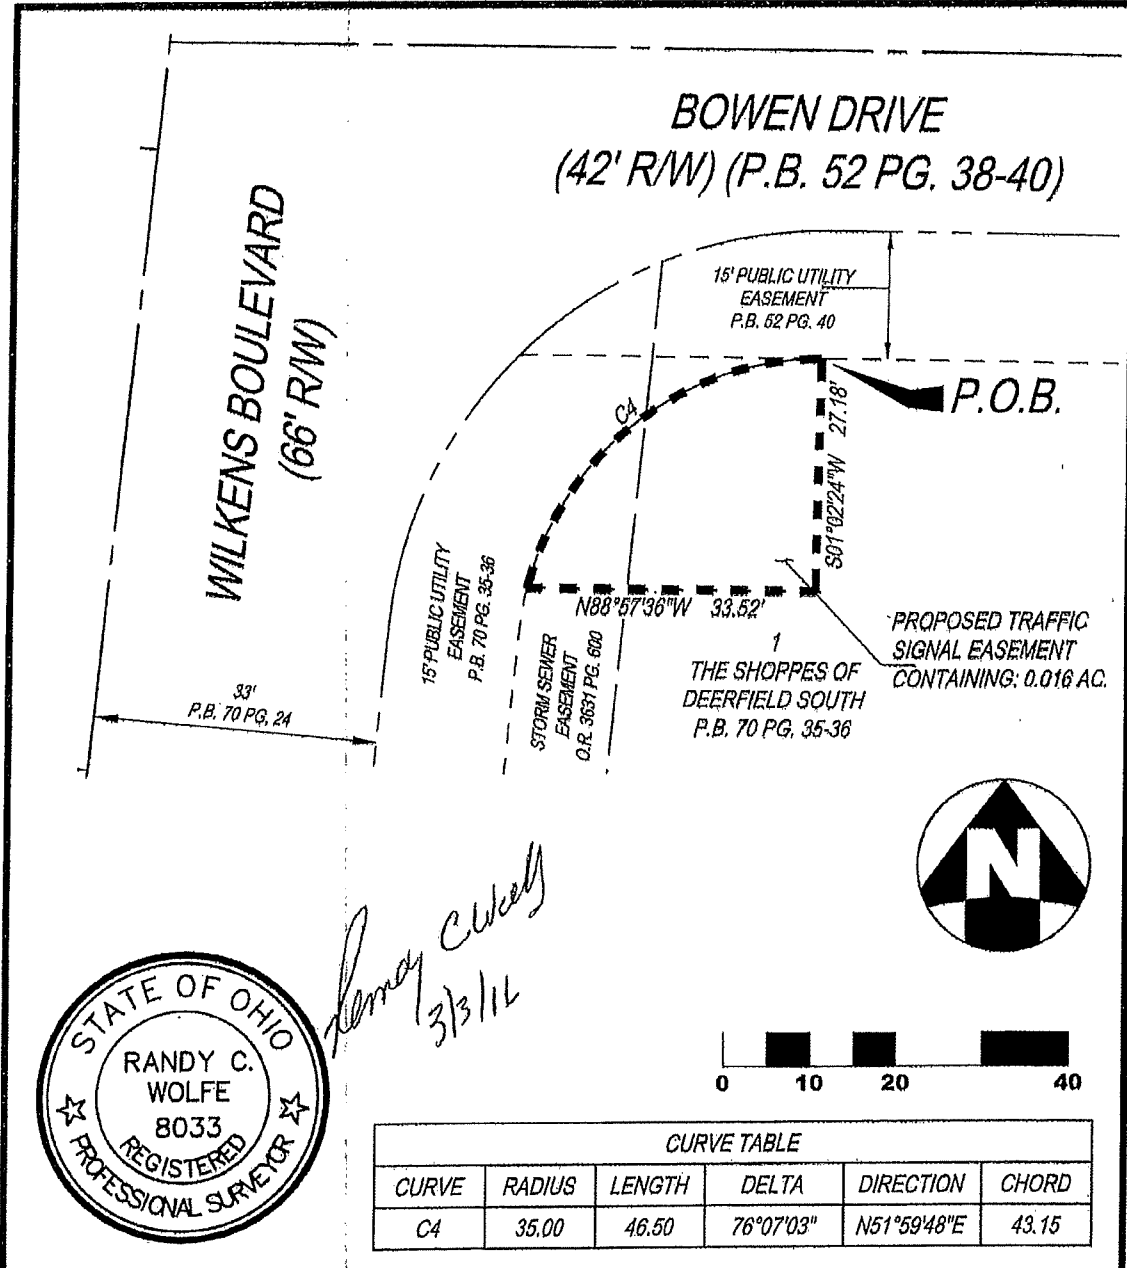 BOWEN DRIVE
(42' R/W) (P.B. 52 PG. 38-40)
WILKENS BOULEVARD
(66' R/W)
15' PUBLIC UTILITY
EASEMENT
P.B. 52 PG. 40
P.O.B.
C4
S01°02'24"W 27.18'
N88°57'36"W 33.52'
15' PUBLIC UTILITY
EASEMENT
P.B. 70 PG. 35-36
STORM SEWER
EASEMENT
O.R. 3631 PG. 600
1
THE SHOPPES OF
DEERFIELD SOUTH
P.B. 70 PG. 35-36
PROPOSED TRAFFIC
SIGNAL EASEMENT
CONTAINING: 0.016 AC.
33'
P.B. 70 PG. 24
N
3/3/11
STATE OF OHIO
RANDY C.
WOLFE
8033
REGISTERED
PROFESSIONAL SURVEYOR
0 10 20 40
CURVE TABLE
CURVE RADIUS LENGTH DELTA DIRECTION CHORD
C4 35.00 46.50 76°07'03" N51°59'48"E 43.15